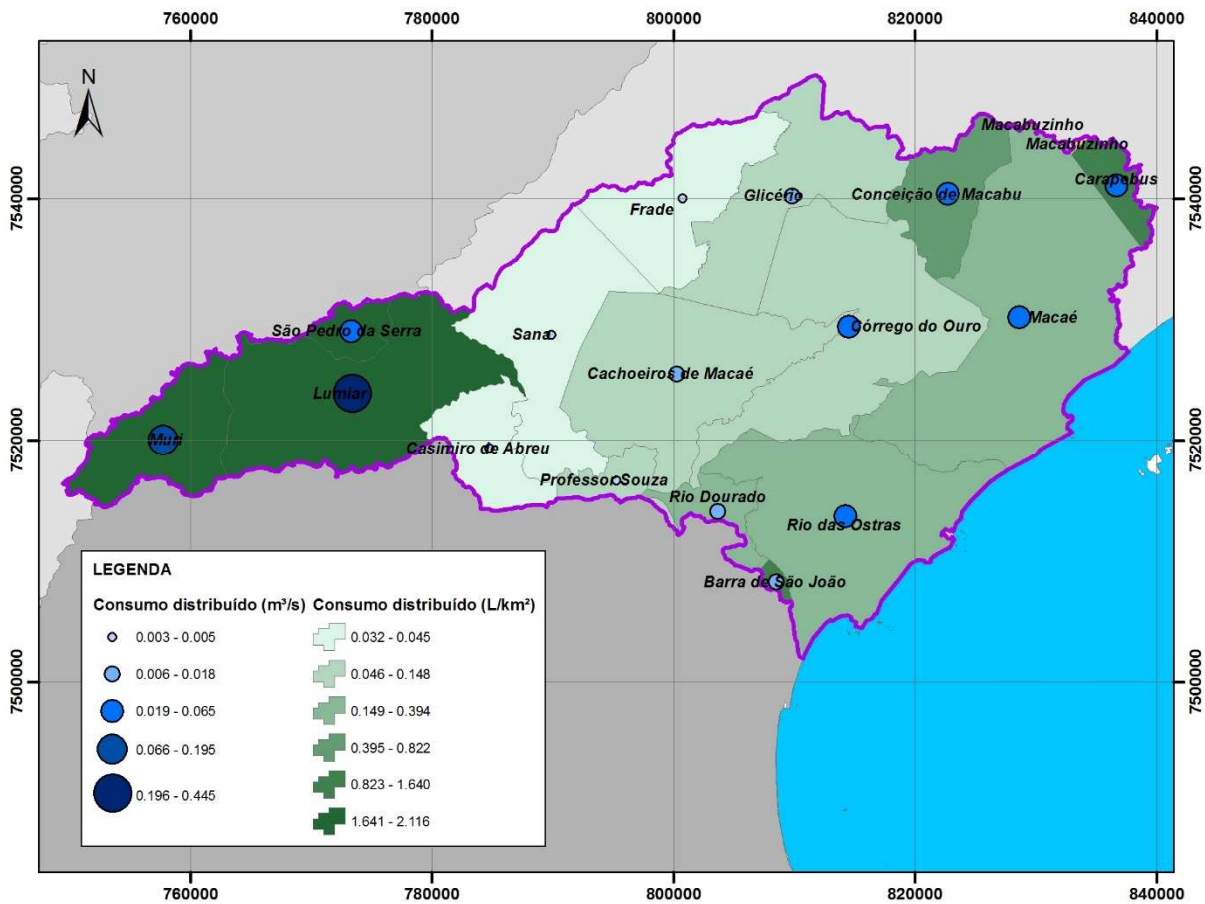 760000 780000 800000 820000 840000
N
7540000
7520000
7500000
7540000
7520000
7500000
Macabuzinho
Macabuzinho
Carapebus
Conceição de Macabu
Glicério
Frade
Macaé
Córrego do Ouro
São Pedro da Serra
Sana
Cachoeiros de Macaé
Lumiar
Muri
Casimiro de Abreu
Professor Souza
Rio Dourado
Rio das Ostras
Barra de São João
LEGENDA
Consumo distribuído (m³/s) Consumo distribuído (L/km²)
0.003 - 0.005 0.032 - 0.045
0.006 - 0.018 0.046 - 0.148
0.019 - 0.065 0.149 - 0.394
0.066 - 0.195 0.395 - 0.822
0.196 - 0.445 0.823 - 1.640
1.641 - 2.116
760000 780000 800000 820000 840000